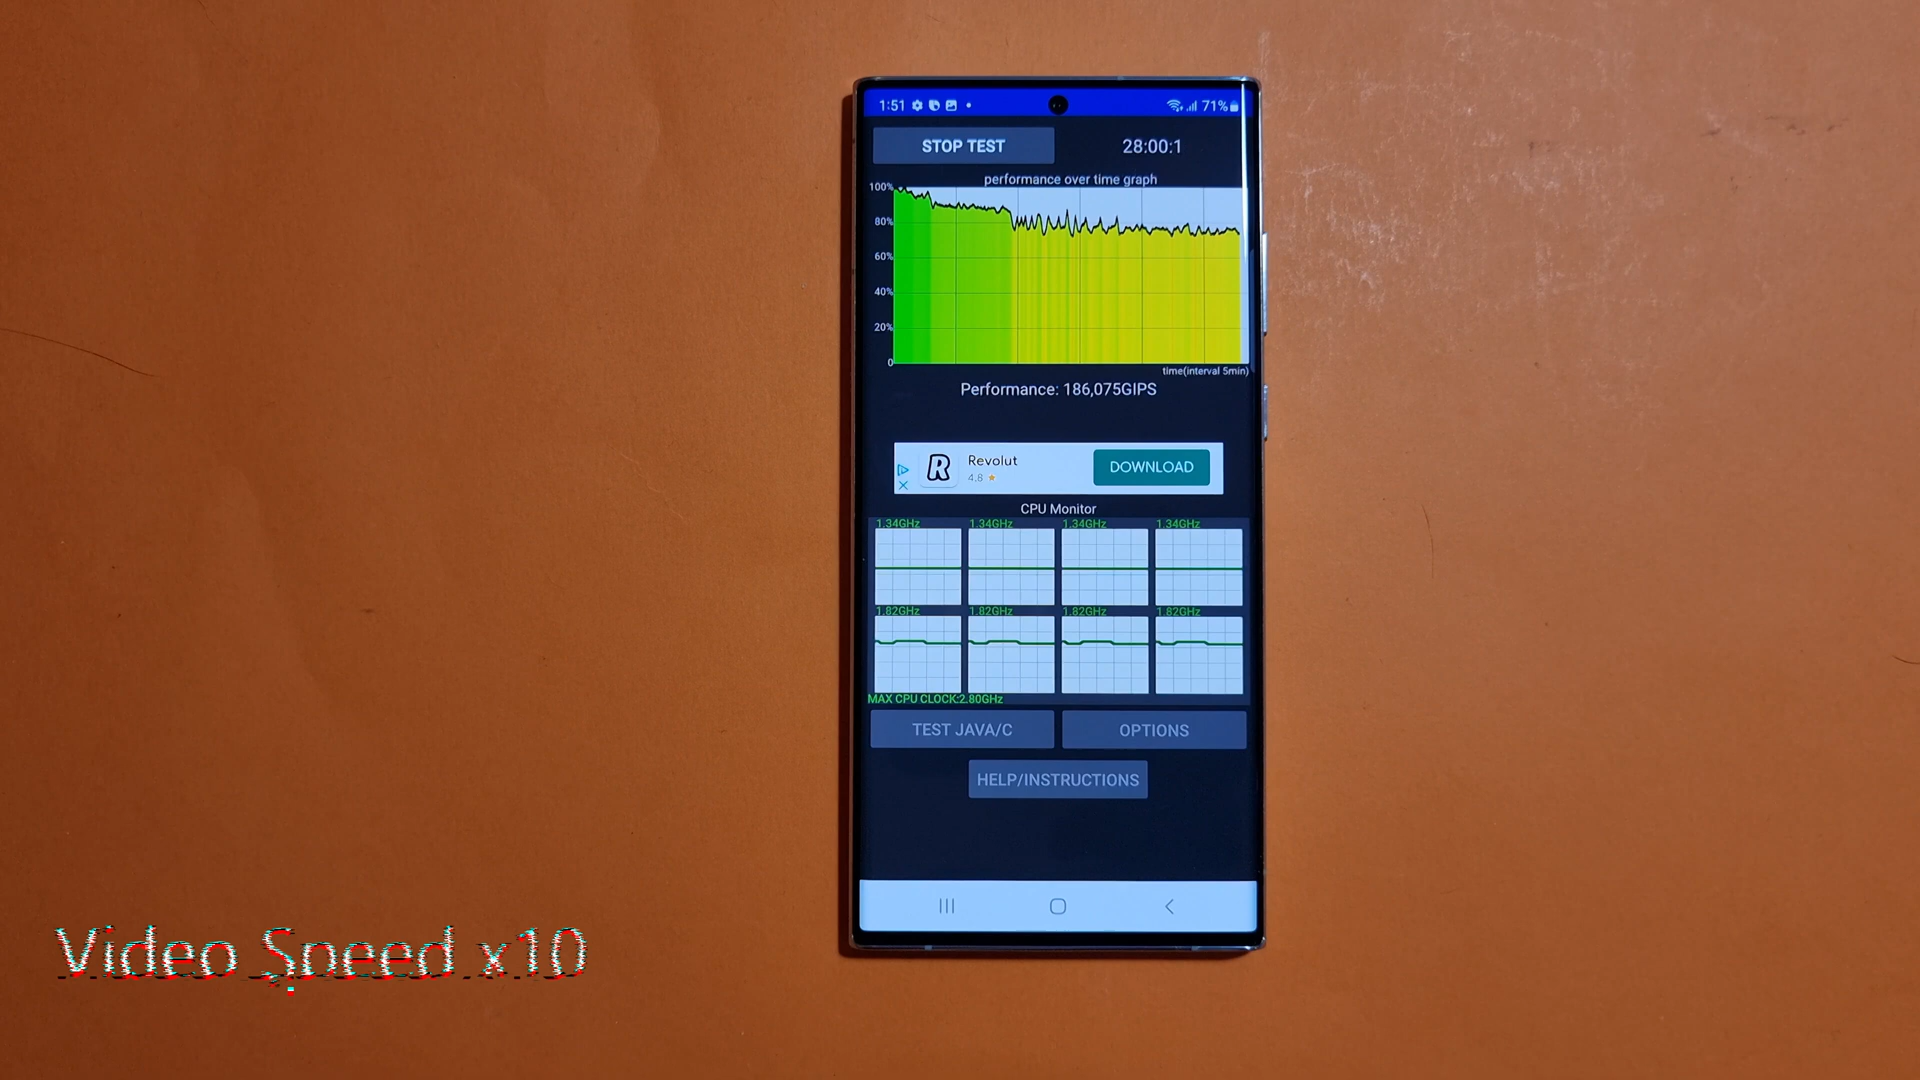 1:51 71%
STOP TEST 28:00:1
performance over time graph
100%
80%
60%
40%
20%
0
time(interval 5min)
Performance: 186,075GIPS
R Revolut
4.8 ★
DOWNLOAD
CPU Monitor
1.34GHz 1.34GHz 1.34GHz 1.34GHz
1.82GHz 1.82GHz 1.82GHz 1.82GHz
MAX CPU CLOCK:2.80GHz
TEST JAVA/C OPTIONS
HELP/INSTRUCTIONS
Video Speed x10